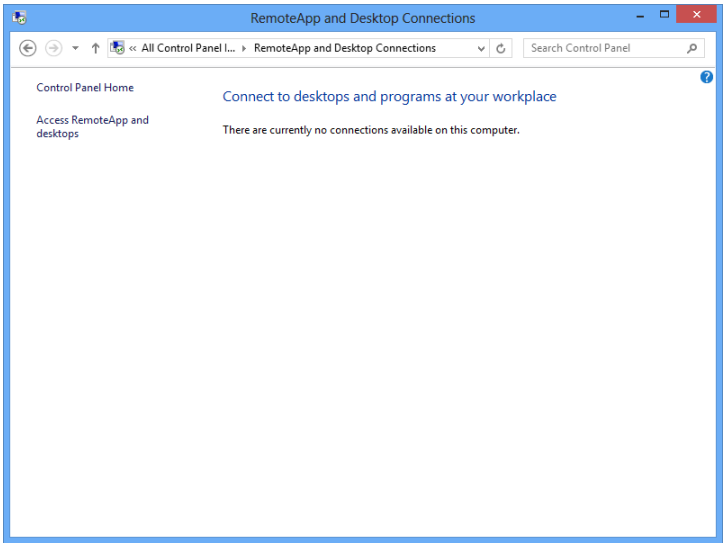 RemoteApp and Desktop Connections
« All Control Panel I... ▸ RemoteApp and Desktop Connections
Search Control Panel
Control Panel Home
Access RemoteApp and
desktops
Connect to desktops and programs at your workplace
There are currently no connections available on this computer.